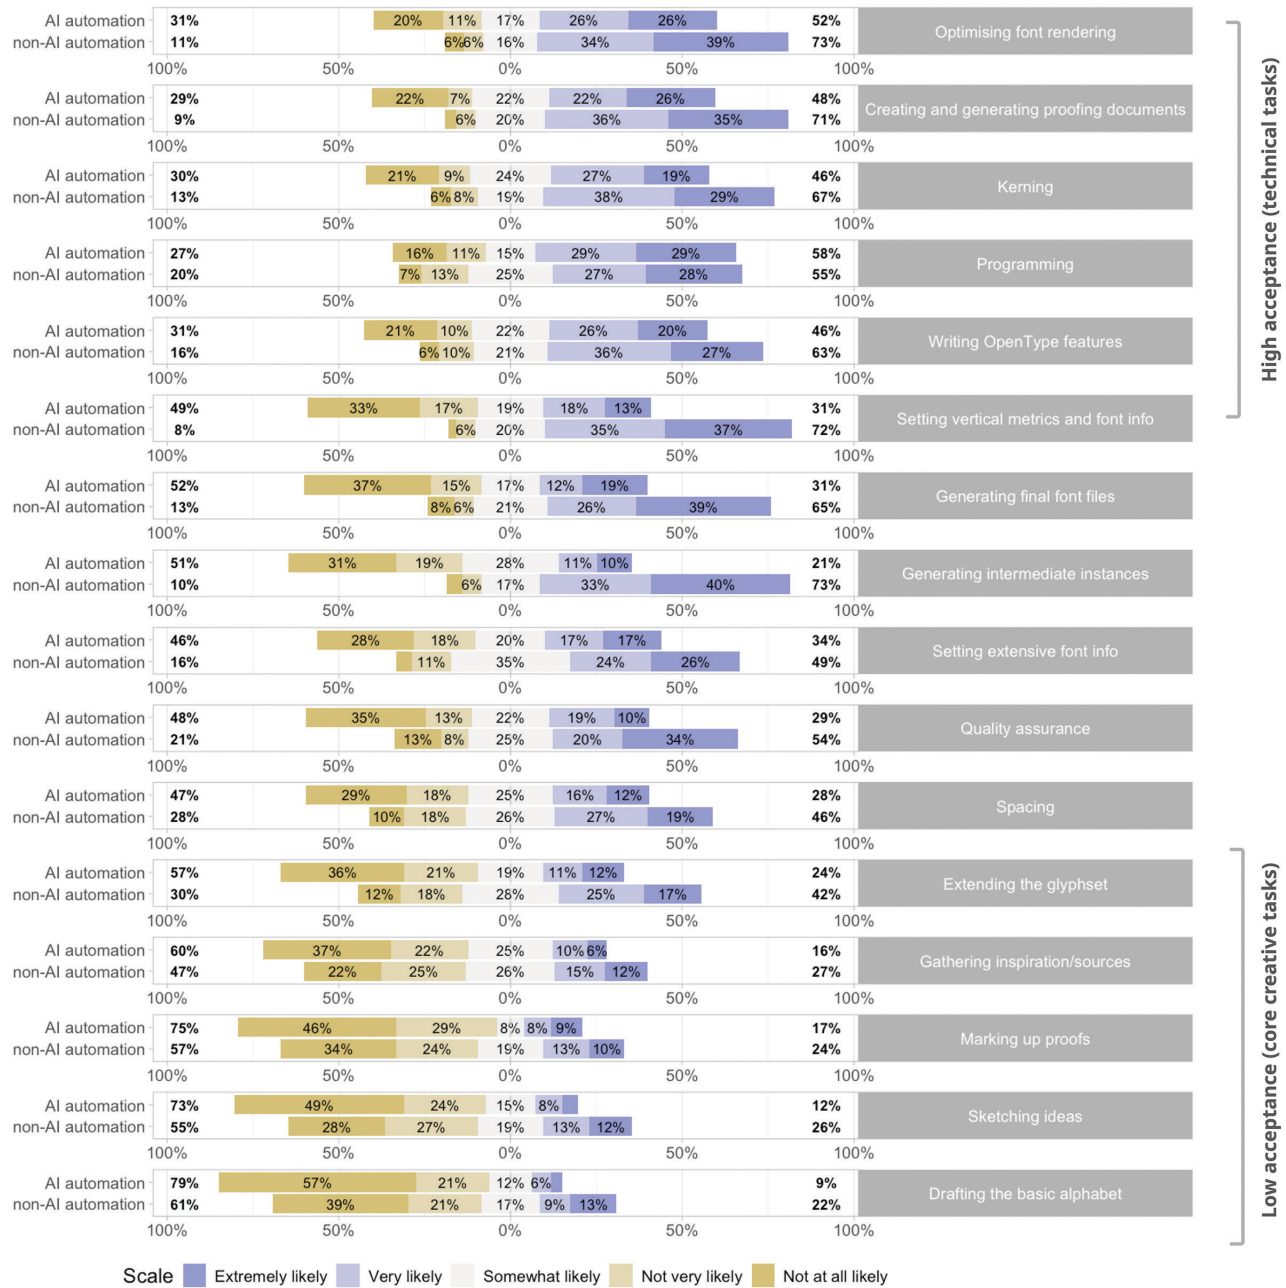 AI automation 31% 20% 11% 17% 26% 26% 52% Optimising font rendering
non-AI automation 11% 6% 6% 16% 34% 39% 73%
100% 50% 0% 50% 100%
AI automation 29% 22% 7% 22% 22% 26% 48% Creating and generating proofing documents
non-AI automation 9% 6% 20% 36% 35% 71%
100% 50% 0% 50% 100%
AI automation 30% 21% 9% 24% 27% 19% 46% Kerning
non-AI automation 13% 6% 8% 19% 38% 29% 67%
100% 50% 0% 50% 100%
AI automation 27% 16% 11% 15% 29% 29% 58% Programming
non-AI automation 20% 7% 13% 25% 27% 28% 55%
100% 50% 0% 50% 100%
AI automation 31% 21% 10% 22% 26% 20% 46% Writing OpenType features
non-AI automation 16% 6% 10% 21% 36% 27% 63%
100% 50% 0% 50% 100%
AI automation 49% 33% 17% 19% 18% 13% 31% Setting vertical metrics and font info
non-AI automation 8% 6% 20% 35% 37% 72%
100% 50% 0% 50% 100%
High acceptance (technical tasks)
AI automation 52% 37% 15% 17% 12% 19% 31% Generating final font files
non-AI automation 13% 8% 6% 21% 26% 39% 65%
100% 50% 0% 50% 100%
AI automation 51% 31% 19% 28% 11% 10% 21% Generating intermediate instances
non-AI automation 10% 6% 17% 33% 40% 73%
100% 50% 0% 50% 100%
AI automation 46% 28% 18% 20% 17% 17% 34% Setting extensive font info
non-AI automation 16% 11% 35% 24% 26% 49%
100% 50% 0% 50% 100%
AI automation 48% 35% 13% 22% 19% 10% 29% Quality assurance
non-AI automation 21% 13% 8% 25% 20% 34% 54%
100% 50% 0% 50% 100%
AI automation 47% 29% 18% 25% 16% 12% 28% Spacing
non-AI automation 28% 10% 18% 26% 27% 19% 46%
100% 50% 0% 50% 100%
AI automation 57% 36% 21% 19% 11% 12% 24% Extending the glyphset
non-AI automation 30% 12% 18% 28% 25% 17% 42%
100% 50% 0% 50% 100%
AI automation 60% 37% 22% 25% 10% 6% 16% Gathering inspiration/sources
non-AI automation 47% 22% 25% 26% 15% 12% 27%
100% 50% 0% 50% 100%
AI automation 75% 46% 29% 8% 8% 9% 17% Marking up proofs
non-AI automation 57% 34% 24% 19% 13% 10% 24%
100% 50% 0% 50% 100%
AI automation 73% 49% 24% 15% 8% 12% Sketching ideas
non-AI automation 55% 28% 27% 19% 13% 12% 26%
100% 50% 0% 50% 100%
AI automation 79% 57% 21% 12% 6% 9% Drafting the basic alphabet
non-AI automation 61% 39% 21% 17% 9% 13% 22%
100% 50% 0% 50% 100%
Low acceptance (core creative tasks)
Scale Extremely likely Very likely Somewhat likely Not very likely Not at all likely